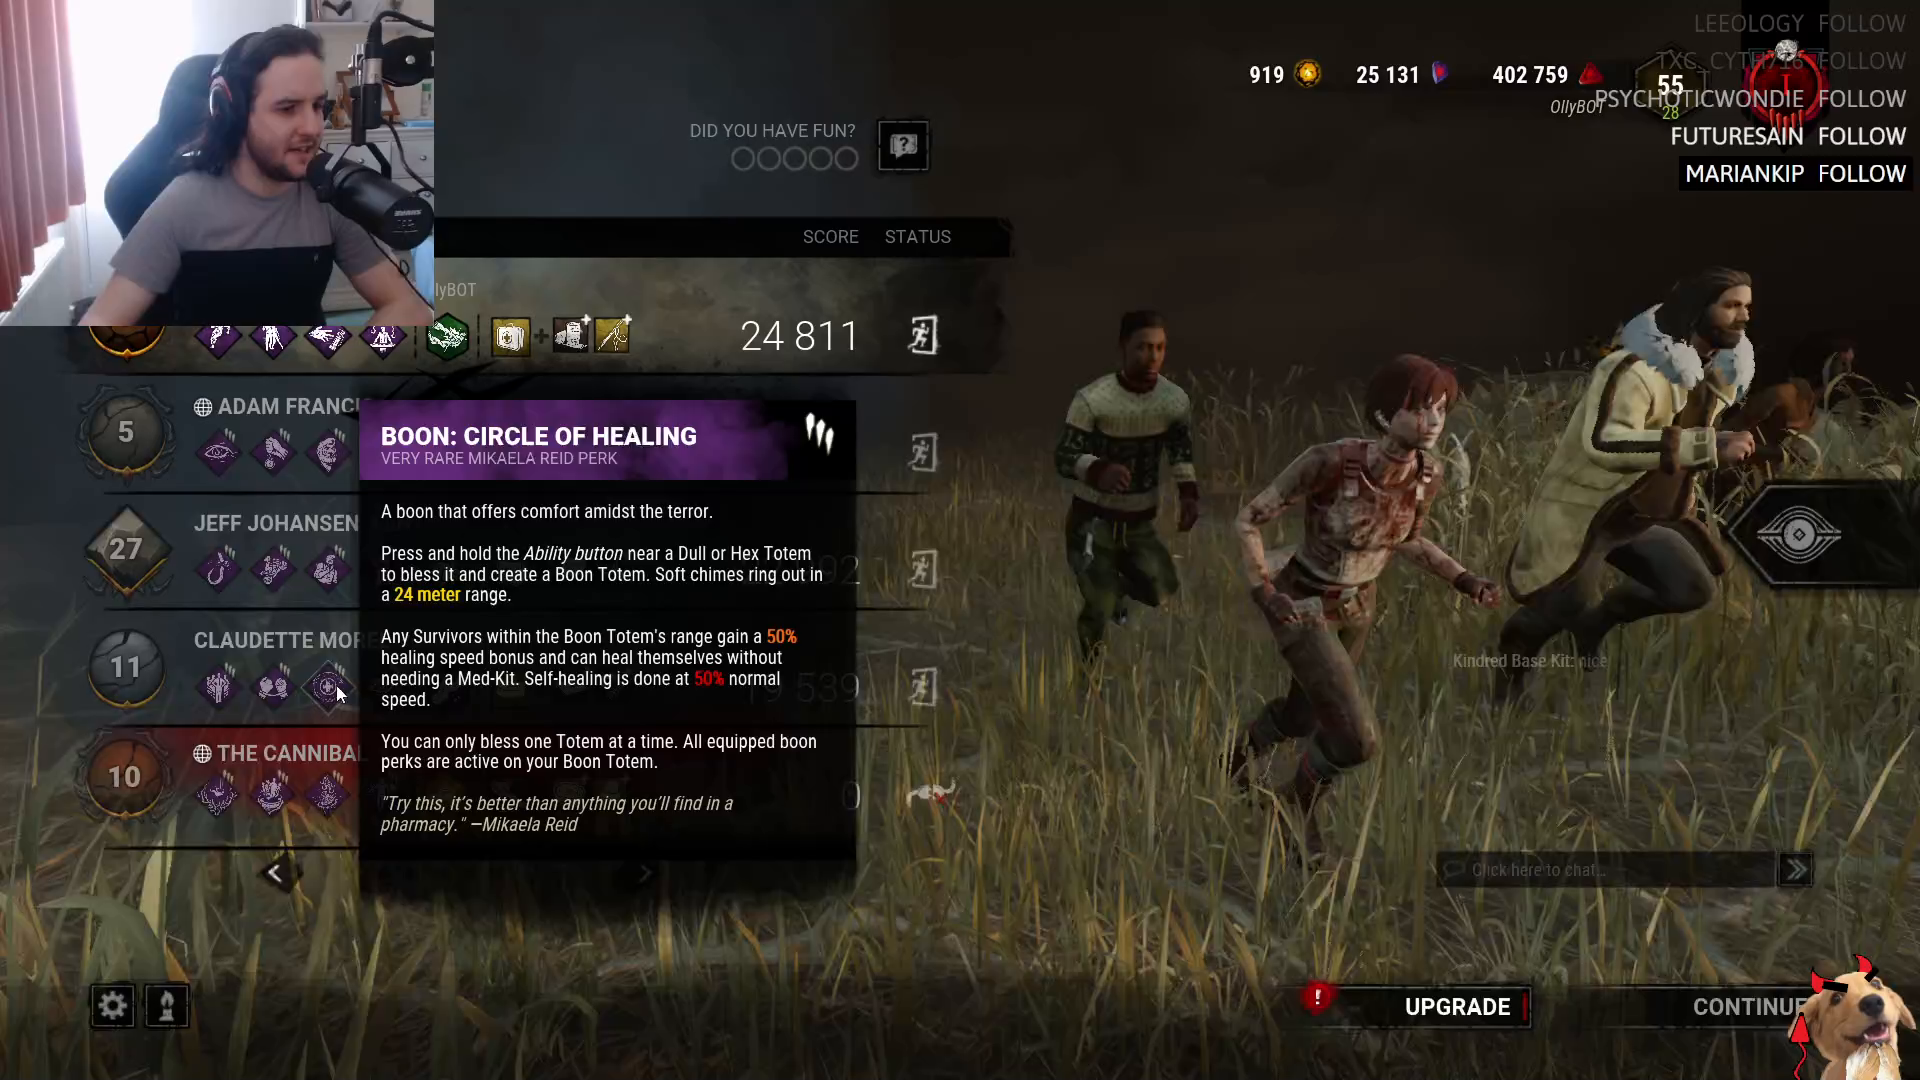 LEEOLOGY FOLLOW
FOLLOW
PSYCHOTICWONDIE FOLLOW
FUTURESAIN FOLLOW
MARIANKIP FOLLOW
919
25 131
402 759
55
28
OllyBOT
DID YOU HAVE FUN?
SCORE STATUS
lyBOT
24 811
5
ADAM FRANCI
27
JEFF JOHANSEN
11
CLAUDETTE MORE
10
THE CANNIBAL
0
BOON: CIRCLE OF HEALING
VERY RARE MIKAELA REID PERK
A boon that offers comfort amidst the terror.
Press and hold the Ability button near a Dull or Hex Totem
to bless it and create a Boon Totem. Soft chimes ring out in
a 24 meter range.
Any Survivors within the Boon Totem's range gain a 50%
healing speed bonus and can heal themselves without
needing a Med-Kit. Self-healing is done at 50% normal
speed.
You can only bless one Totem at a time. All equipped boon
perks are active on your Boon Totem.
"Try this, it's better than anything you'll find in a
pharmacy." —Mikaela Reid
Kindred Base Kit: nice
Click here to chat...
UPGRADE
CONTINUE